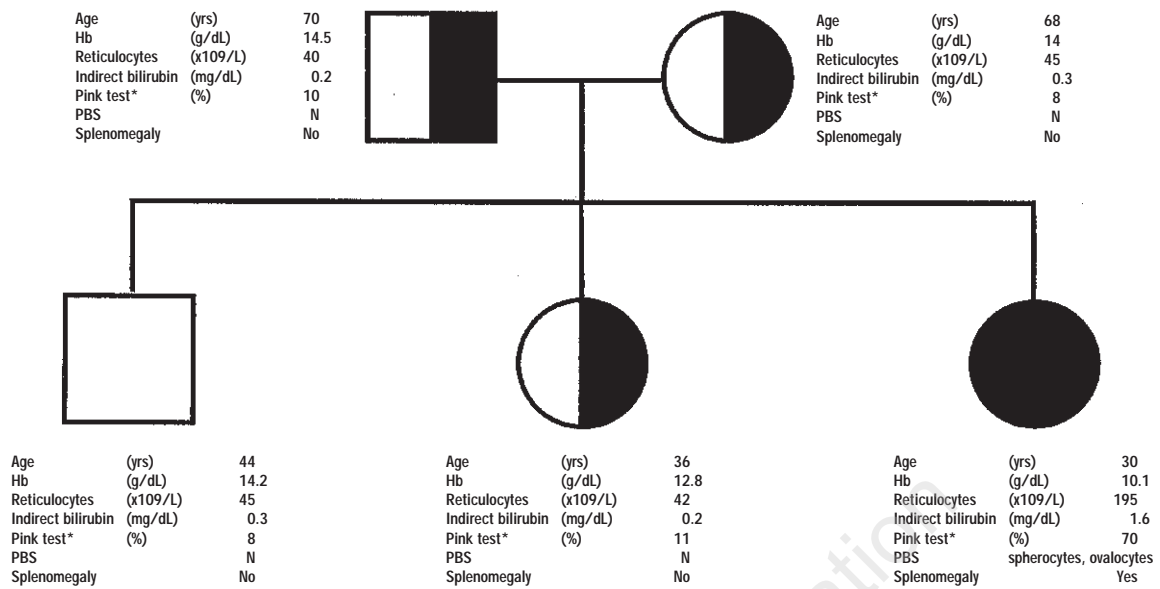 Age (yrs) 70
Hb (g/dL) 14.5
Reticulocytes (x109/L) 40
Indirect bilirubin (mg/dL) 0.2
Pink test* (%) 10
PBS N
Splenomegaly No
Age (yrs) 68
Hb (g/dL) 14
Reticulocytes (x109/L) 45
Indirect bilirubin (mg/dL) 0.3
Pink test* (%) 8
PBS N
Splenomegaly No
Age (yrs) 44
Hb (g/dL) 14.2
Reticulocytes (x109/L) 45
Indirect bilirubin (mg/dL) 0.3
Pink test* (%) 8
PBS N
Splenomegaly No
Age (yrs) 36
Hb (g/dL) 12.8
Reticulocytes (x109/L) 42
Indirect bilirubin (mg/dL) 0.2
Pink test* (%) 11
PBS N
Splenomegaly No
Age (yrs) 30
Hb (g/dL) 10.1
Reticulocytes (x109/L) 195
Indirect bilirubin (mg/dL) 1.6
Pink test* (%) 70
PBS spherocytes, ovalocytes
Splenomegaly Yes